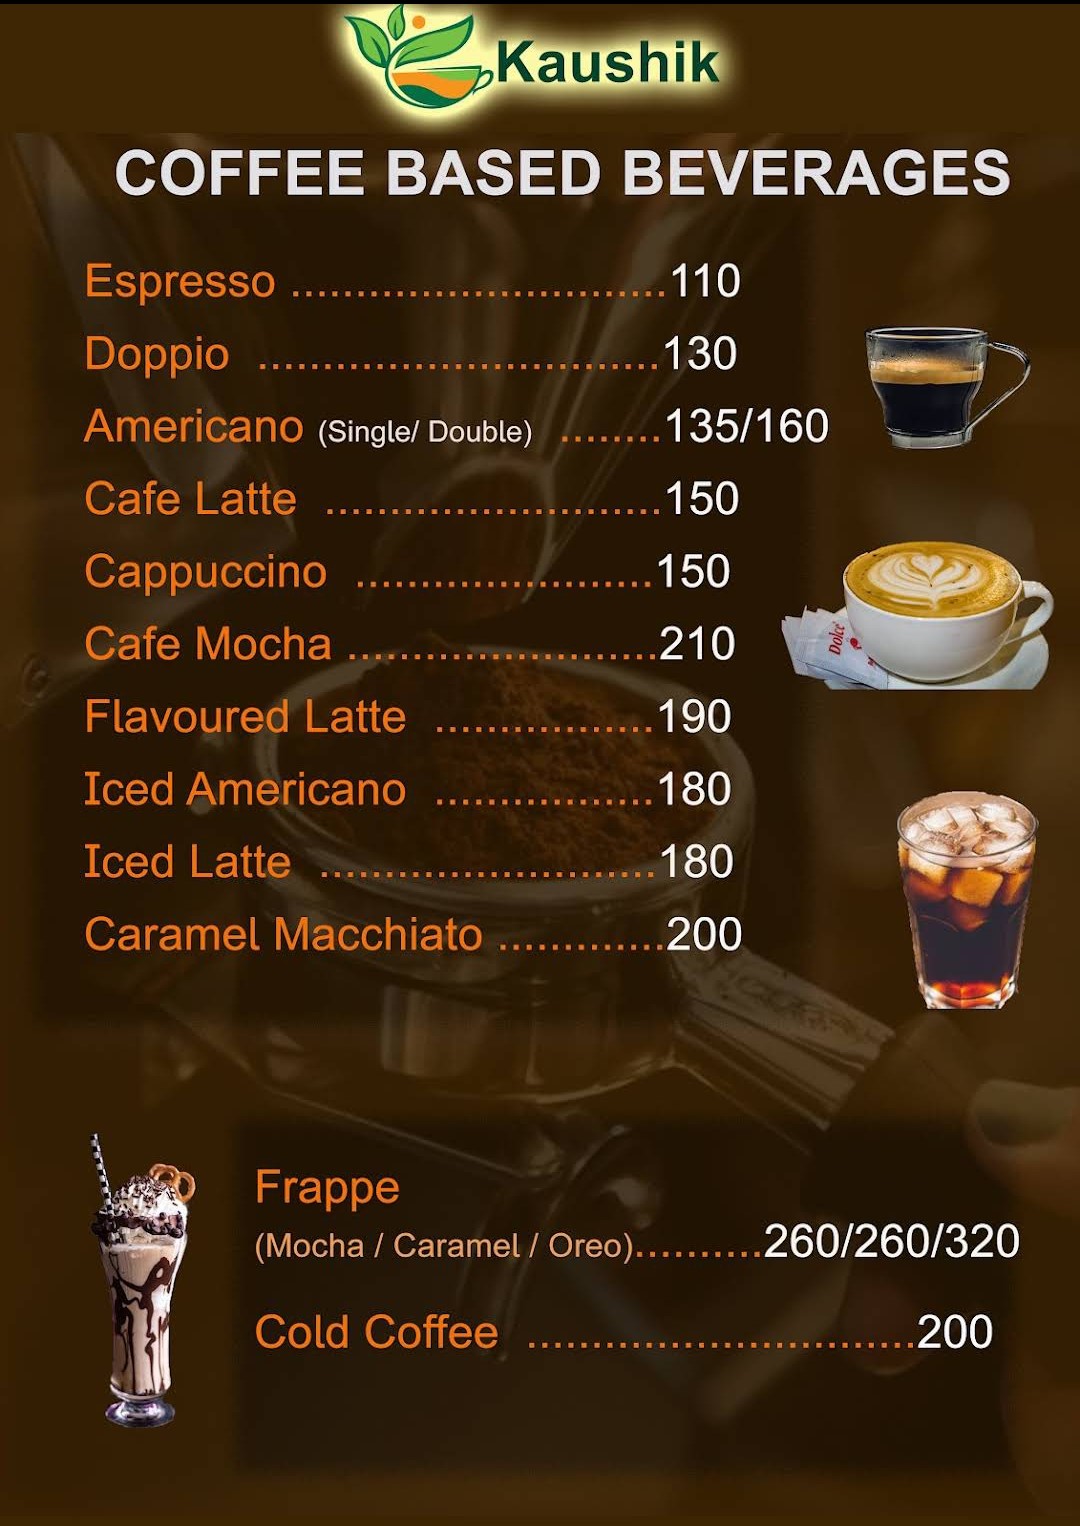 Kaushik
COFFEE BASED BEVERAGES
Espresso .............................110
Doppio ...............................130
Americano (Single/ Double) ........135/160
Cafe Latte ..........................150
Cappuccino .......................150
Cafe Mocha ........................210
Flavoured Latte .................190
Iced Americano .................180
Iced Latte ..........................180
Caramel Macchiato .............200
Dolce
Frappe
(Mocha / Caramel / Oreo)..........260/260/320
Cold Coffee ..............................200